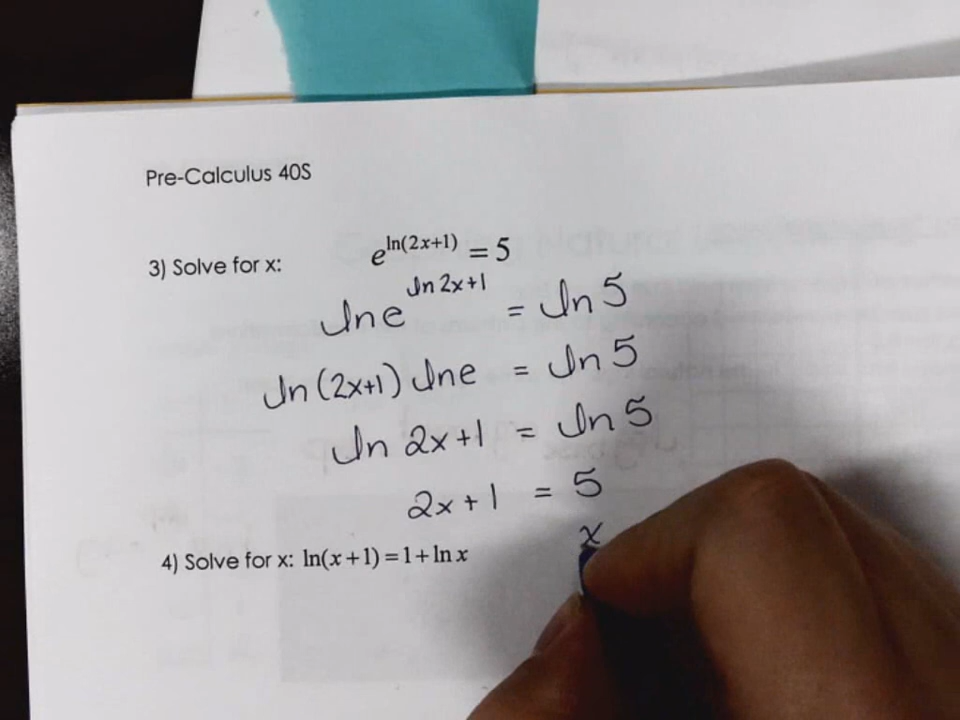 Pre-Calculus 40S
3) Solve for x: e^ln(2x+1) = 5
ln e^ln 2x+1 = ln 5
ln (2x+1) ln e = ln 5
ln 2x+1 = ln 5
2x+1 = 5
x
4) Solve for x: ln(x+1)=1+ln x